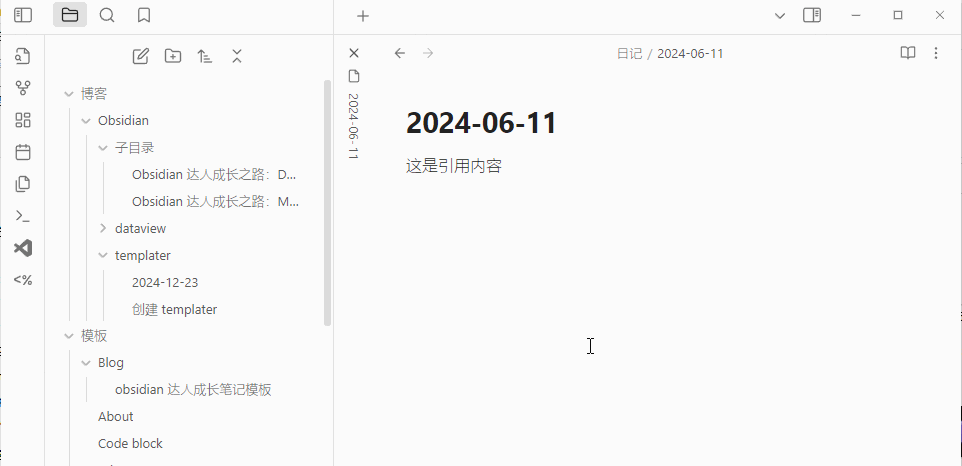 日记 / 2024-06-11
博客
Obsidian
子目录
Obsidian 达人成长之路：D...
Obsidian 达人成长之路：M...
dataview
templater
2024-12-23
创建 templater
模板
Blog
obsidian 达人成长笔记模板
About
Code block
<%
2024-06-11
2024-06-11
这是引用内容